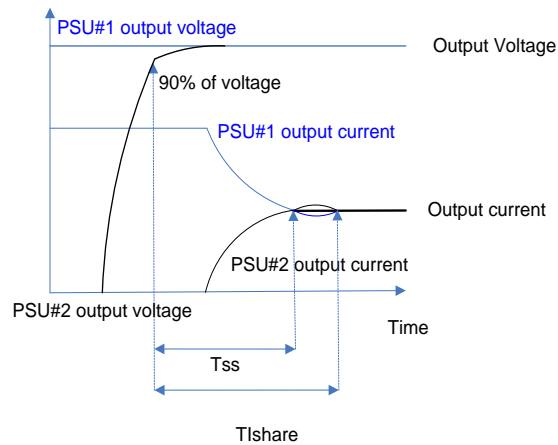 PSU#1 output voltage
Output Voltage
90% of voltage
PSU#1 output current
Output current
PSU#2 output current
PSU#2 output voltage
Time
Tss
TIshare